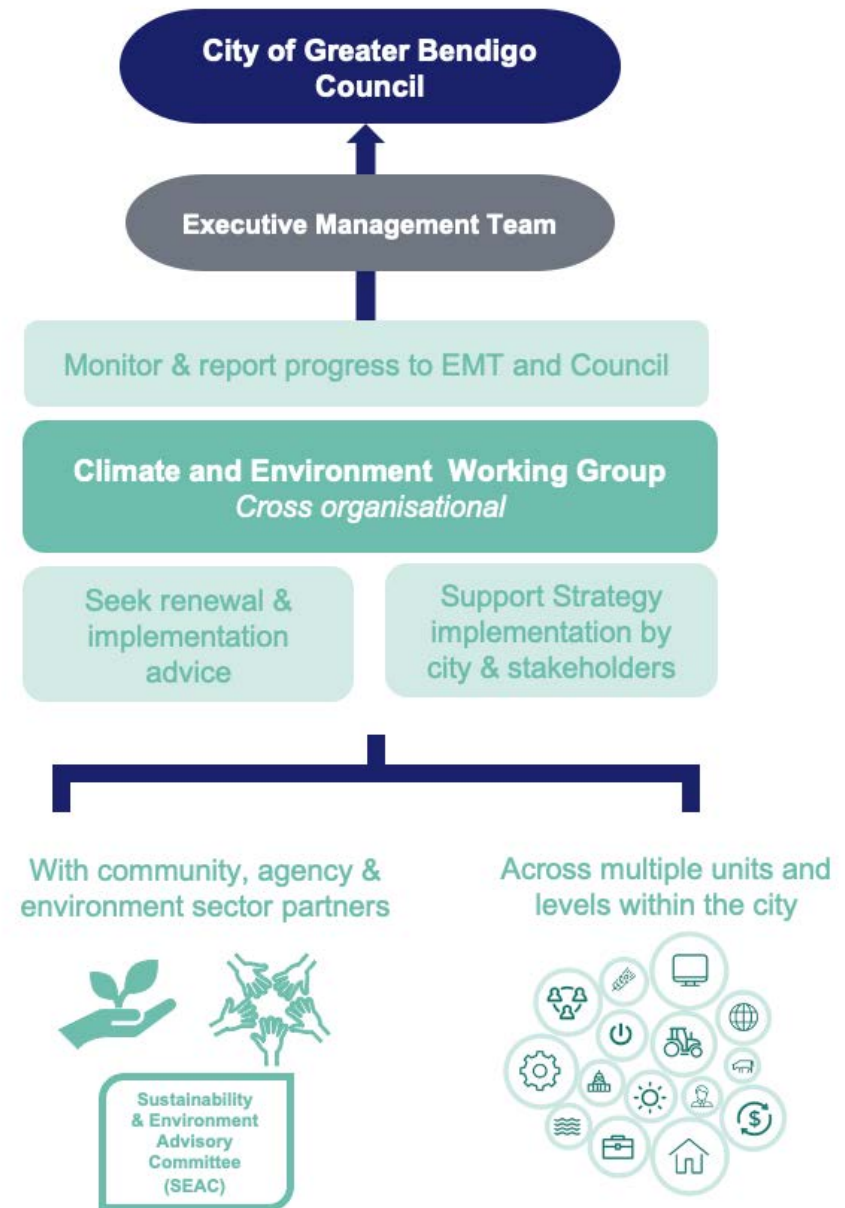 City of Greater Bendigo
Council
Executive Management Team
Monitor & report progress to EMT and Council
Climate and Environment Working Group
Cross organisational
Seek renewal &
implementation
advice
Support Strategy
implementation by
city & stakeholders
With community, agency &
environment sector partners
Across multiple units and
levels within the city
Sustainability
& Environment
Advisory
Committee
(SEAC)
$